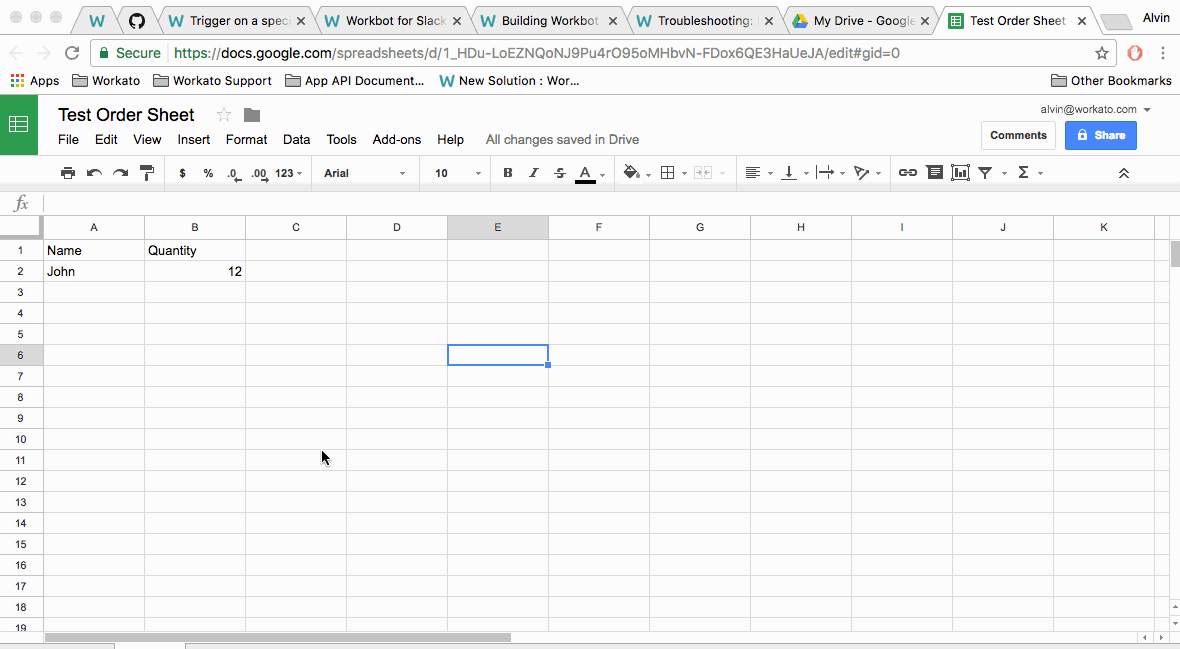 W Trigger on a speci W Workbot for Slack W Building Workbot W Troubleshooting: My Drive - Google Test Order Sheet - Alvin
Secure https://docs.google.com/spreadsheets/d/1_HDu-LoEZNQoNJ9Pu4rO95oMHbvN-FDox6QE3HaUeJA/edit#gid=0
Apps Workato Workato Support App API Document... W New Solution : Wor... Other Bookmarks
Test Order Sheet alvin@workato.com
File Edit View Insert Format Data Tools Add-ons Help All changes saved in Drive Comments Share
$ % .0 .00 123 Arial 10 B I S A Σ
fx
A B C D E F G H I J K
1 Name Quantity
2 John 12
3
4
5
6
7
8
9
10
11
12
13
14
15
16
17
18
19